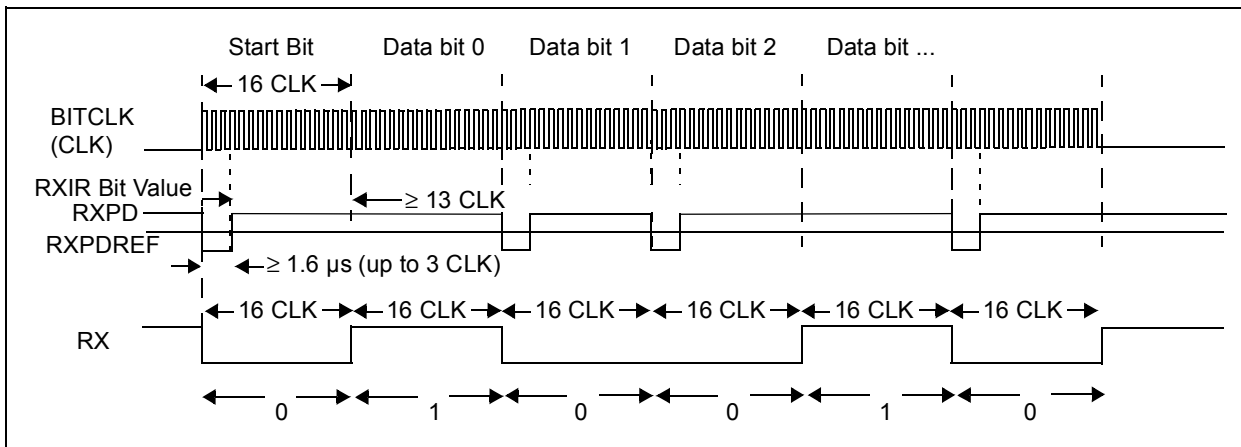 Start Bit Data bit 0 Data bit 1 Data bit 2 Data bit ...
16 CLK
BITCLK
(CLK)
RXIR Bit Value
≥ 13 CLK
RXPD
RXPDREF
≥ 1.6 µs (up to 3 CLK)
16 CLK 16 CLK 16 CLK 16 CLK 16 CLK 16 CLK
RX
0 1 0 0 1 0